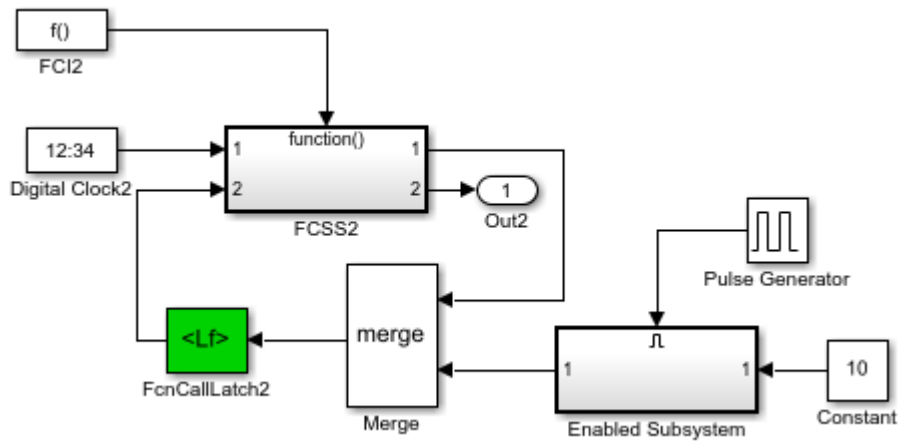 f()
FCI2
function()
12:34
1
1
Digital Clock2
2
2
1
FCSS2
Out2
Pulse Generator
merge
<Lf>
FcnCallLatch2
Merge
1
1
10
Enabled Subsystem
Constant